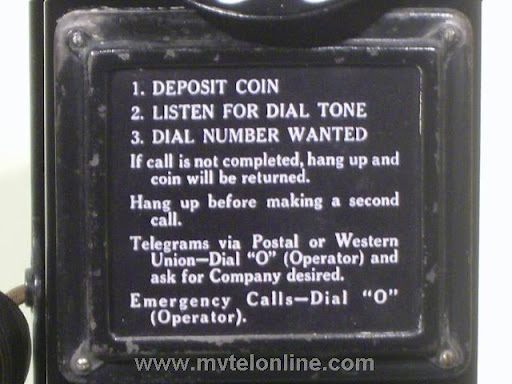 1. DEPOSIT COIN
2. LISTEN FOR DIAL TONE
3. DIAL NUMBER WANTED
If call is not completed, hang up and
coin will be returned.
Hang up before making a second
call.
Telegrams via Postal or Western
Union—Dial "O" (Operator) and
ask for Company desired.
Emergency Calls—Dial "O"
(Operator).
www.mytelonline.com